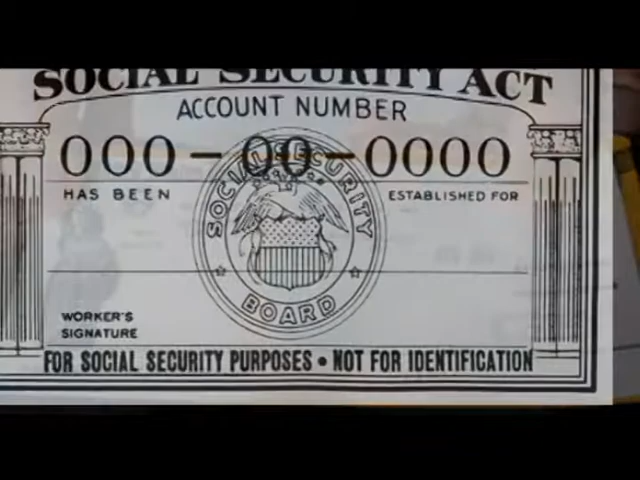 SOCIAL SECURITY ACT
ACCOUNT NUMBER
000-00-0000
HAS BEEN
ESTABLISHED FOR
SOCIAL SECURITY
BOARD
WORKER'S
SIGNATURE
FOR SOCIAL SECURITY PURPOSES • NOT FOR IDENTIFICATION